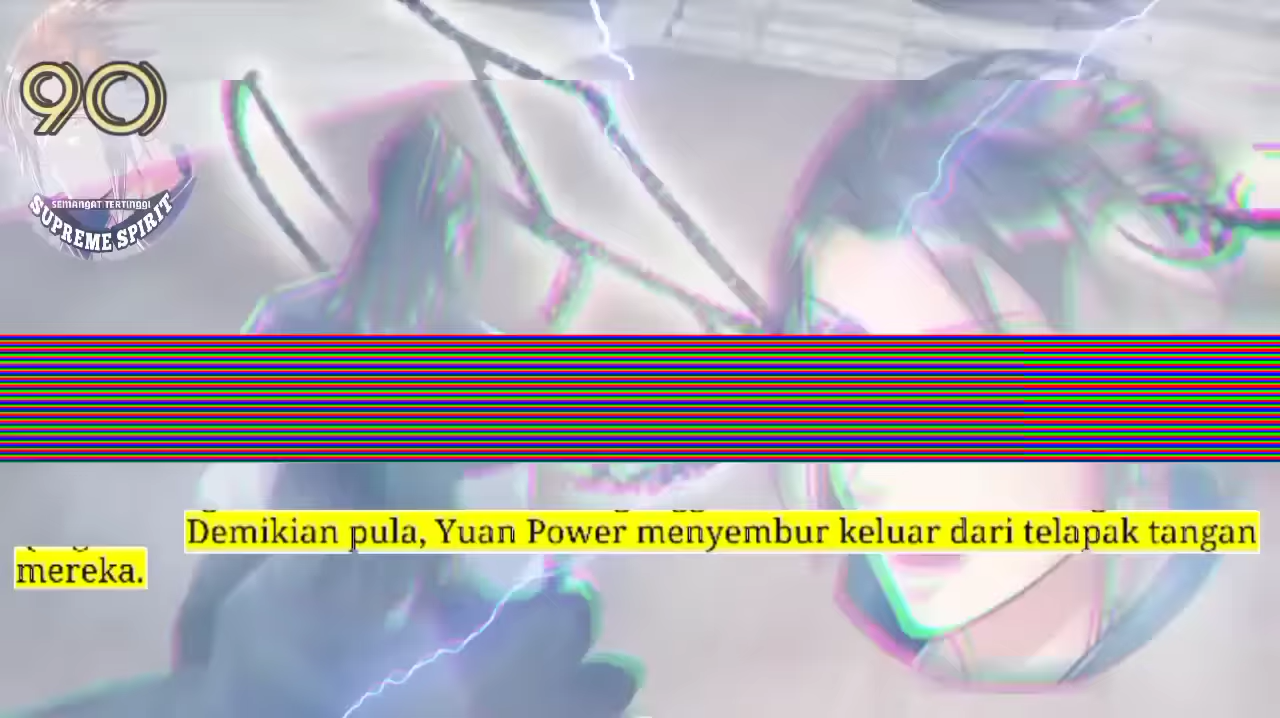 90
SEMANGAT TERTINGGI
SUPREME SPIRIT
Demikian pula, Yuan Power menyembur keluar dari telapak tangan
mereka.